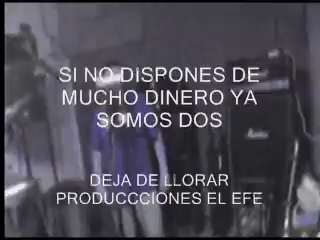 SI NO DISPONES DE
MUCHO DINERO YA
SOMOS DOS
DEJA DE LLORAR
PRODUCCCIONES EL EFE